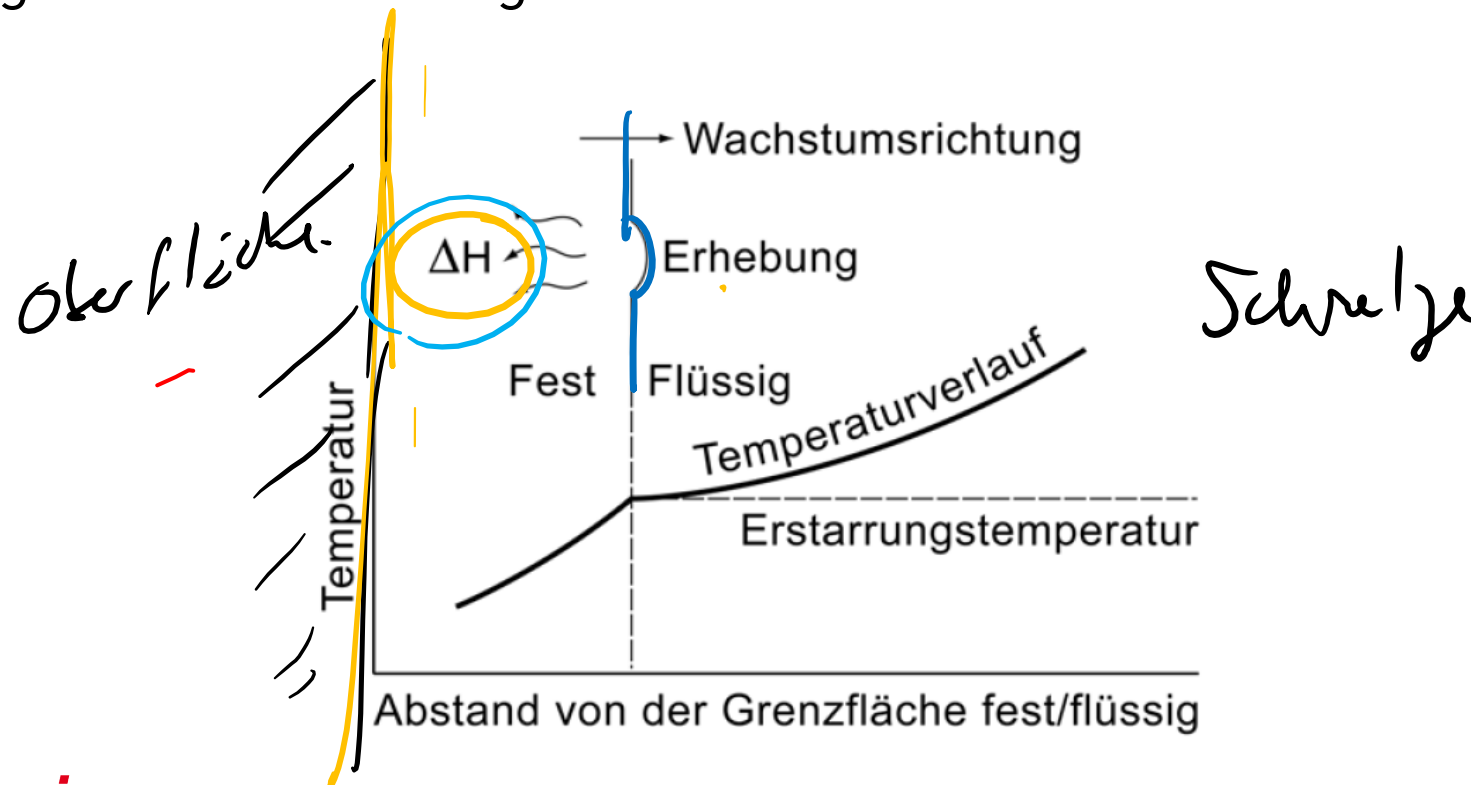 Wachstumsrichtung
Oberfläche
ΔH
Erhebung
Schmelze
Fest
Flüssig
Temperaturverlauf
Temperatur
Erstarrungstemperatur
Abstand von der Grenzfläche fest/flüssig